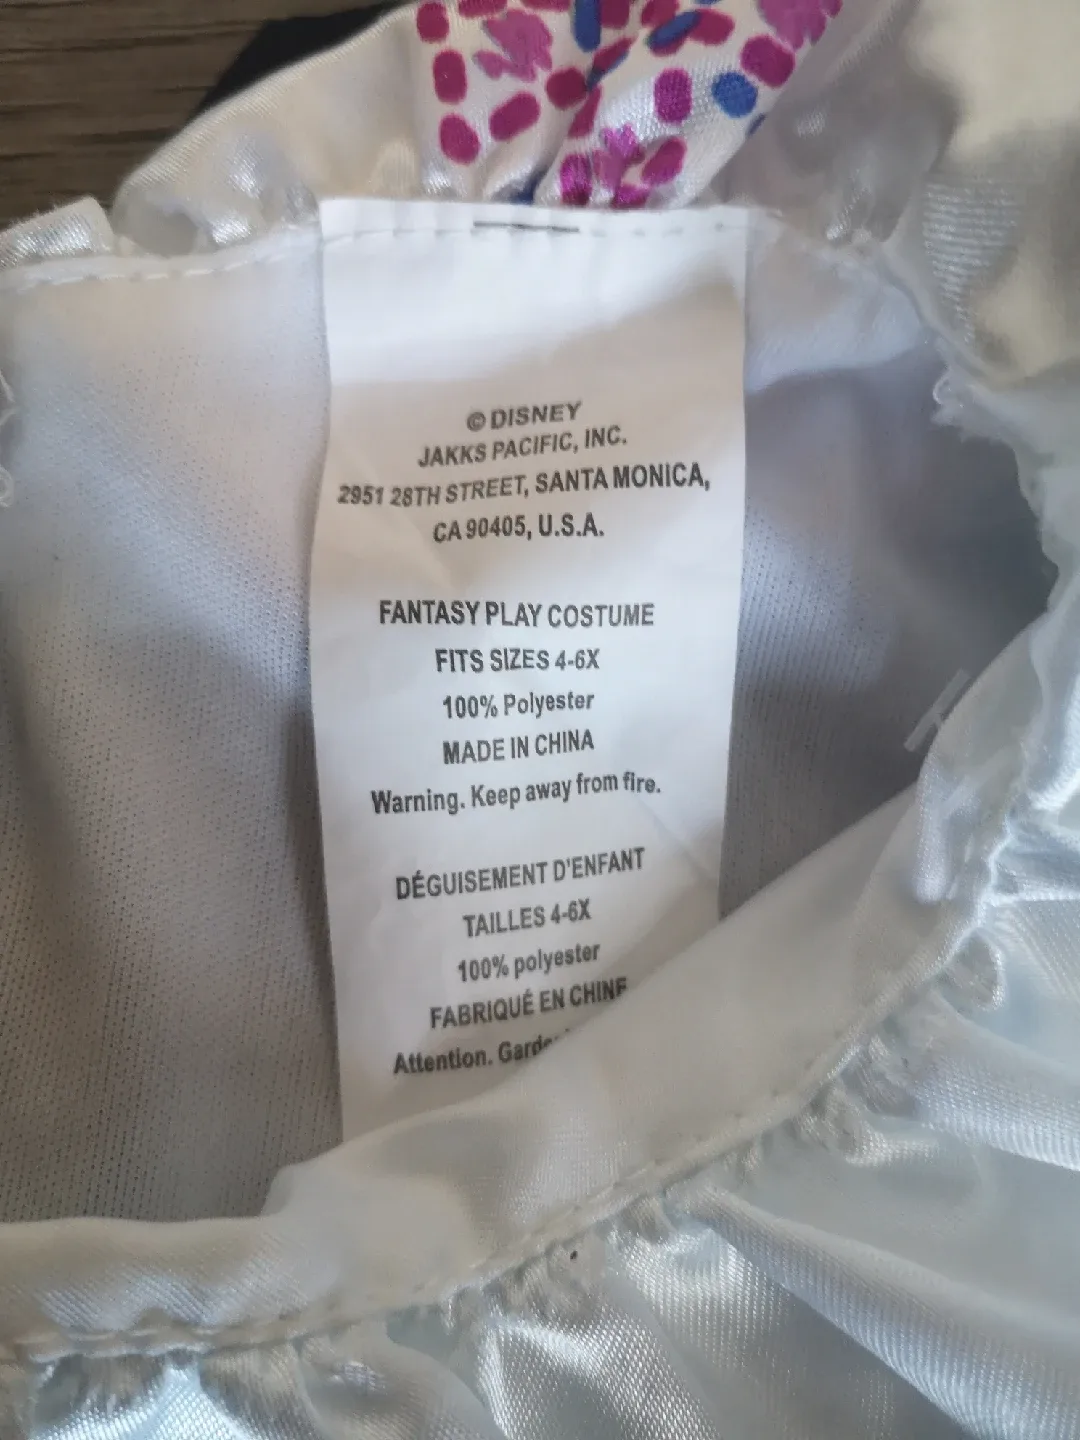 © DISNEY
JAKKS PACIFIC, INC.
2951 28TH STREET, SANTA MONICA,
CA 90405, U.S.A.
FANTASY PLAY COSTUME
FITS SIZES 4-6X
100% Polyester
MADE IN CHINA
Warning. Keep away from fire.
DÉGUISEMENT D'ENFANT
TAILLES 4-6X
100% polyester
FABRIQUÉ EN CHINE
Attention.